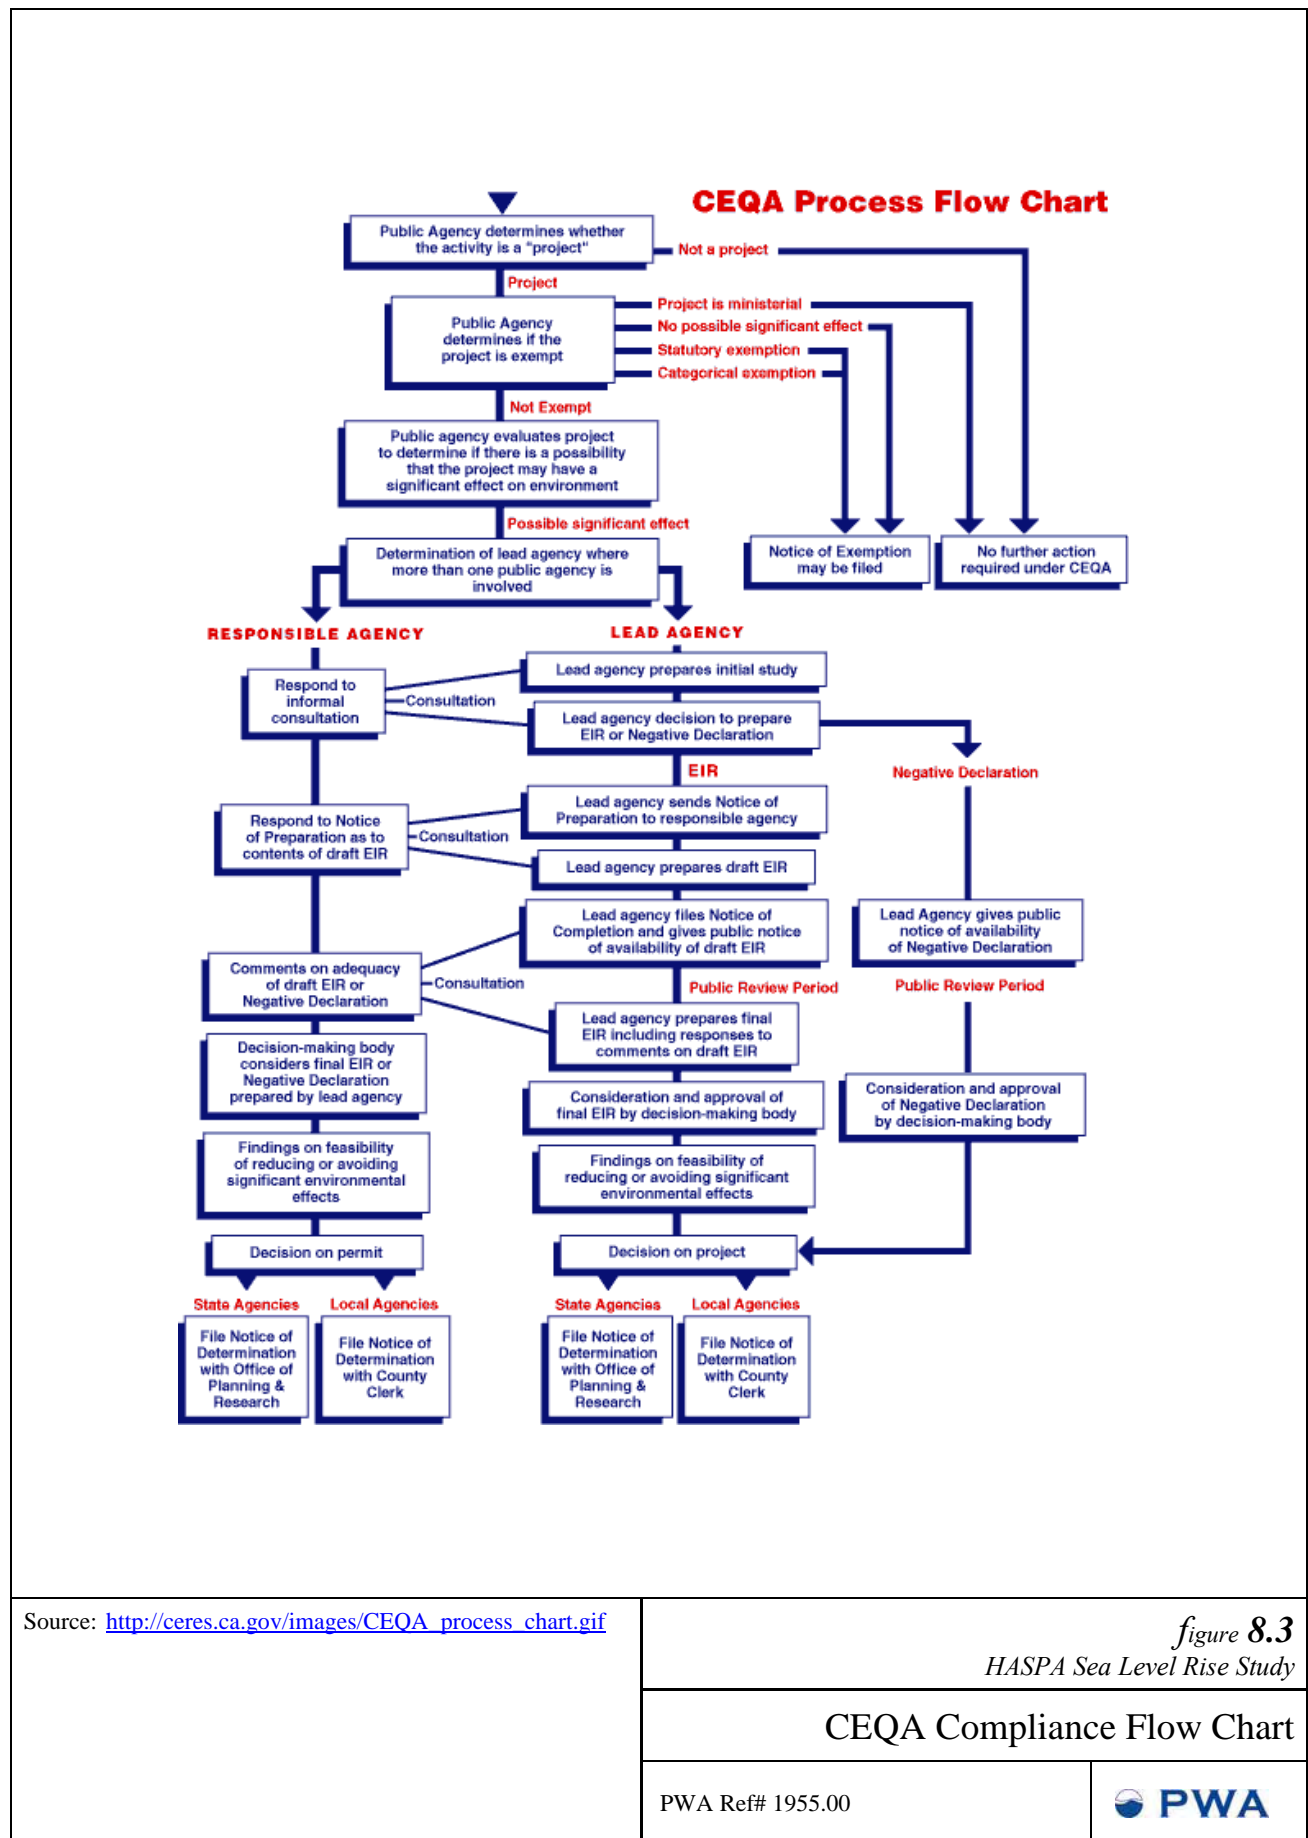 CEQA Process Flow Chart
Public Agency determines whether
the activity is a "project"
Not a project
Project
Public Agency
determines if the
project is exempt
Project is ministerial
No possible significant effect
Statutory exemption
Categorical exemption
Not Exempt
Public agency evaluates project
to determine if there is a possibility
that the project may have a
significant effect on environment
Possible significant effect
Notice of Exemption
may be filed
No further action
required under CEQA
Determination of lead agency where
more than one public agency is
involved
RESPONSIBLE AGENCY
LEAD AGENCY
Respond to
informal
consultation
Consultation
Lead agency prepares initial study
Lead agency decision to prepare
EIR or Negative Declaration
EIR
Negative Declaration
Respond to Notice
of Preparation as to
contents of draft EIR
Consultation
Lead agency sends Notice of
Preparation to responsible agency
Lead agency prepares draft EIR
Lead agency files Notice of
Completion and gives public notice
of availability of draft EIR
Lead Agency gives public
notice of availability
of Negative Declaration
Comments on adequacy
of draft EIR or
Negative Declaration
Consultation
Public Review Period
Public Review Period
Lead agency prepares final
EIR including responses to
comments on draft EIR
Decision-making body
considers final EIR or
Negative Declaration
prepared by lead agency
Consideration and approval of
final EIR by decision-making body
Consideration and approval
of Negative Declaration
by decision-making body
Findings on feasibility
of reducing or avoiding
significant environmental
effects
Findings on feasibility of
reducing or avoiding significant
environmental effects
Decision on permit
Decision on project
State Agencies
Local Agencies
State Agencies
Local Agencies
File Notice of
Determination
with Office of
Planning &
Research
File Notice of
Determination
with County
Clerk
File Notice of
Determination
with Office of
Planning &
Research
File Notice of
Determination
with County
Clerk
Source: http://ceres.ca.gov/images/CEQA_process_chart.gif
figure 8.3
HASPA Sea Level Rise Study
CEQA Compliance Flow Chart
PWA Ref# 1955.00
PWA